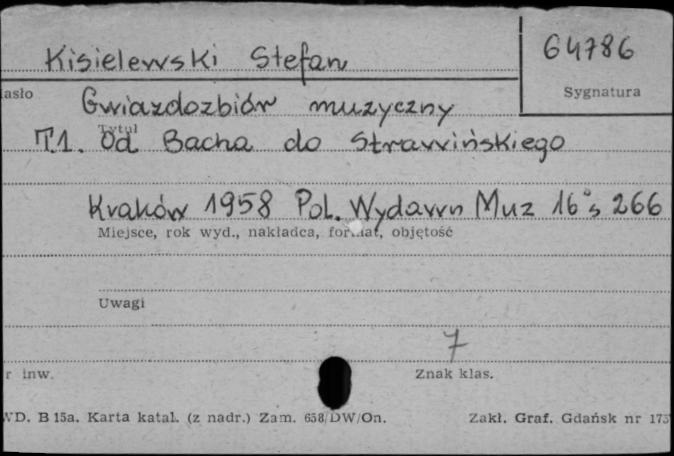 Kisielewski Stefan
64786
Sygnatura
asło
Gwiazdozbiór muzyczny
Tytuł
T.1. Od Bacha do Strawińskiego
Kraków 1958 Pol. Wydawn Muz 16° s 266
Miejsce, rok wyd., nakładca, format, objętość
Uwagi
7
r inw.
Znak klas.
WD. B 15a. Karta katal. (z nadr.) Zam. 658/DW/On.
Zakł. Graf. Gdańsk nr 173